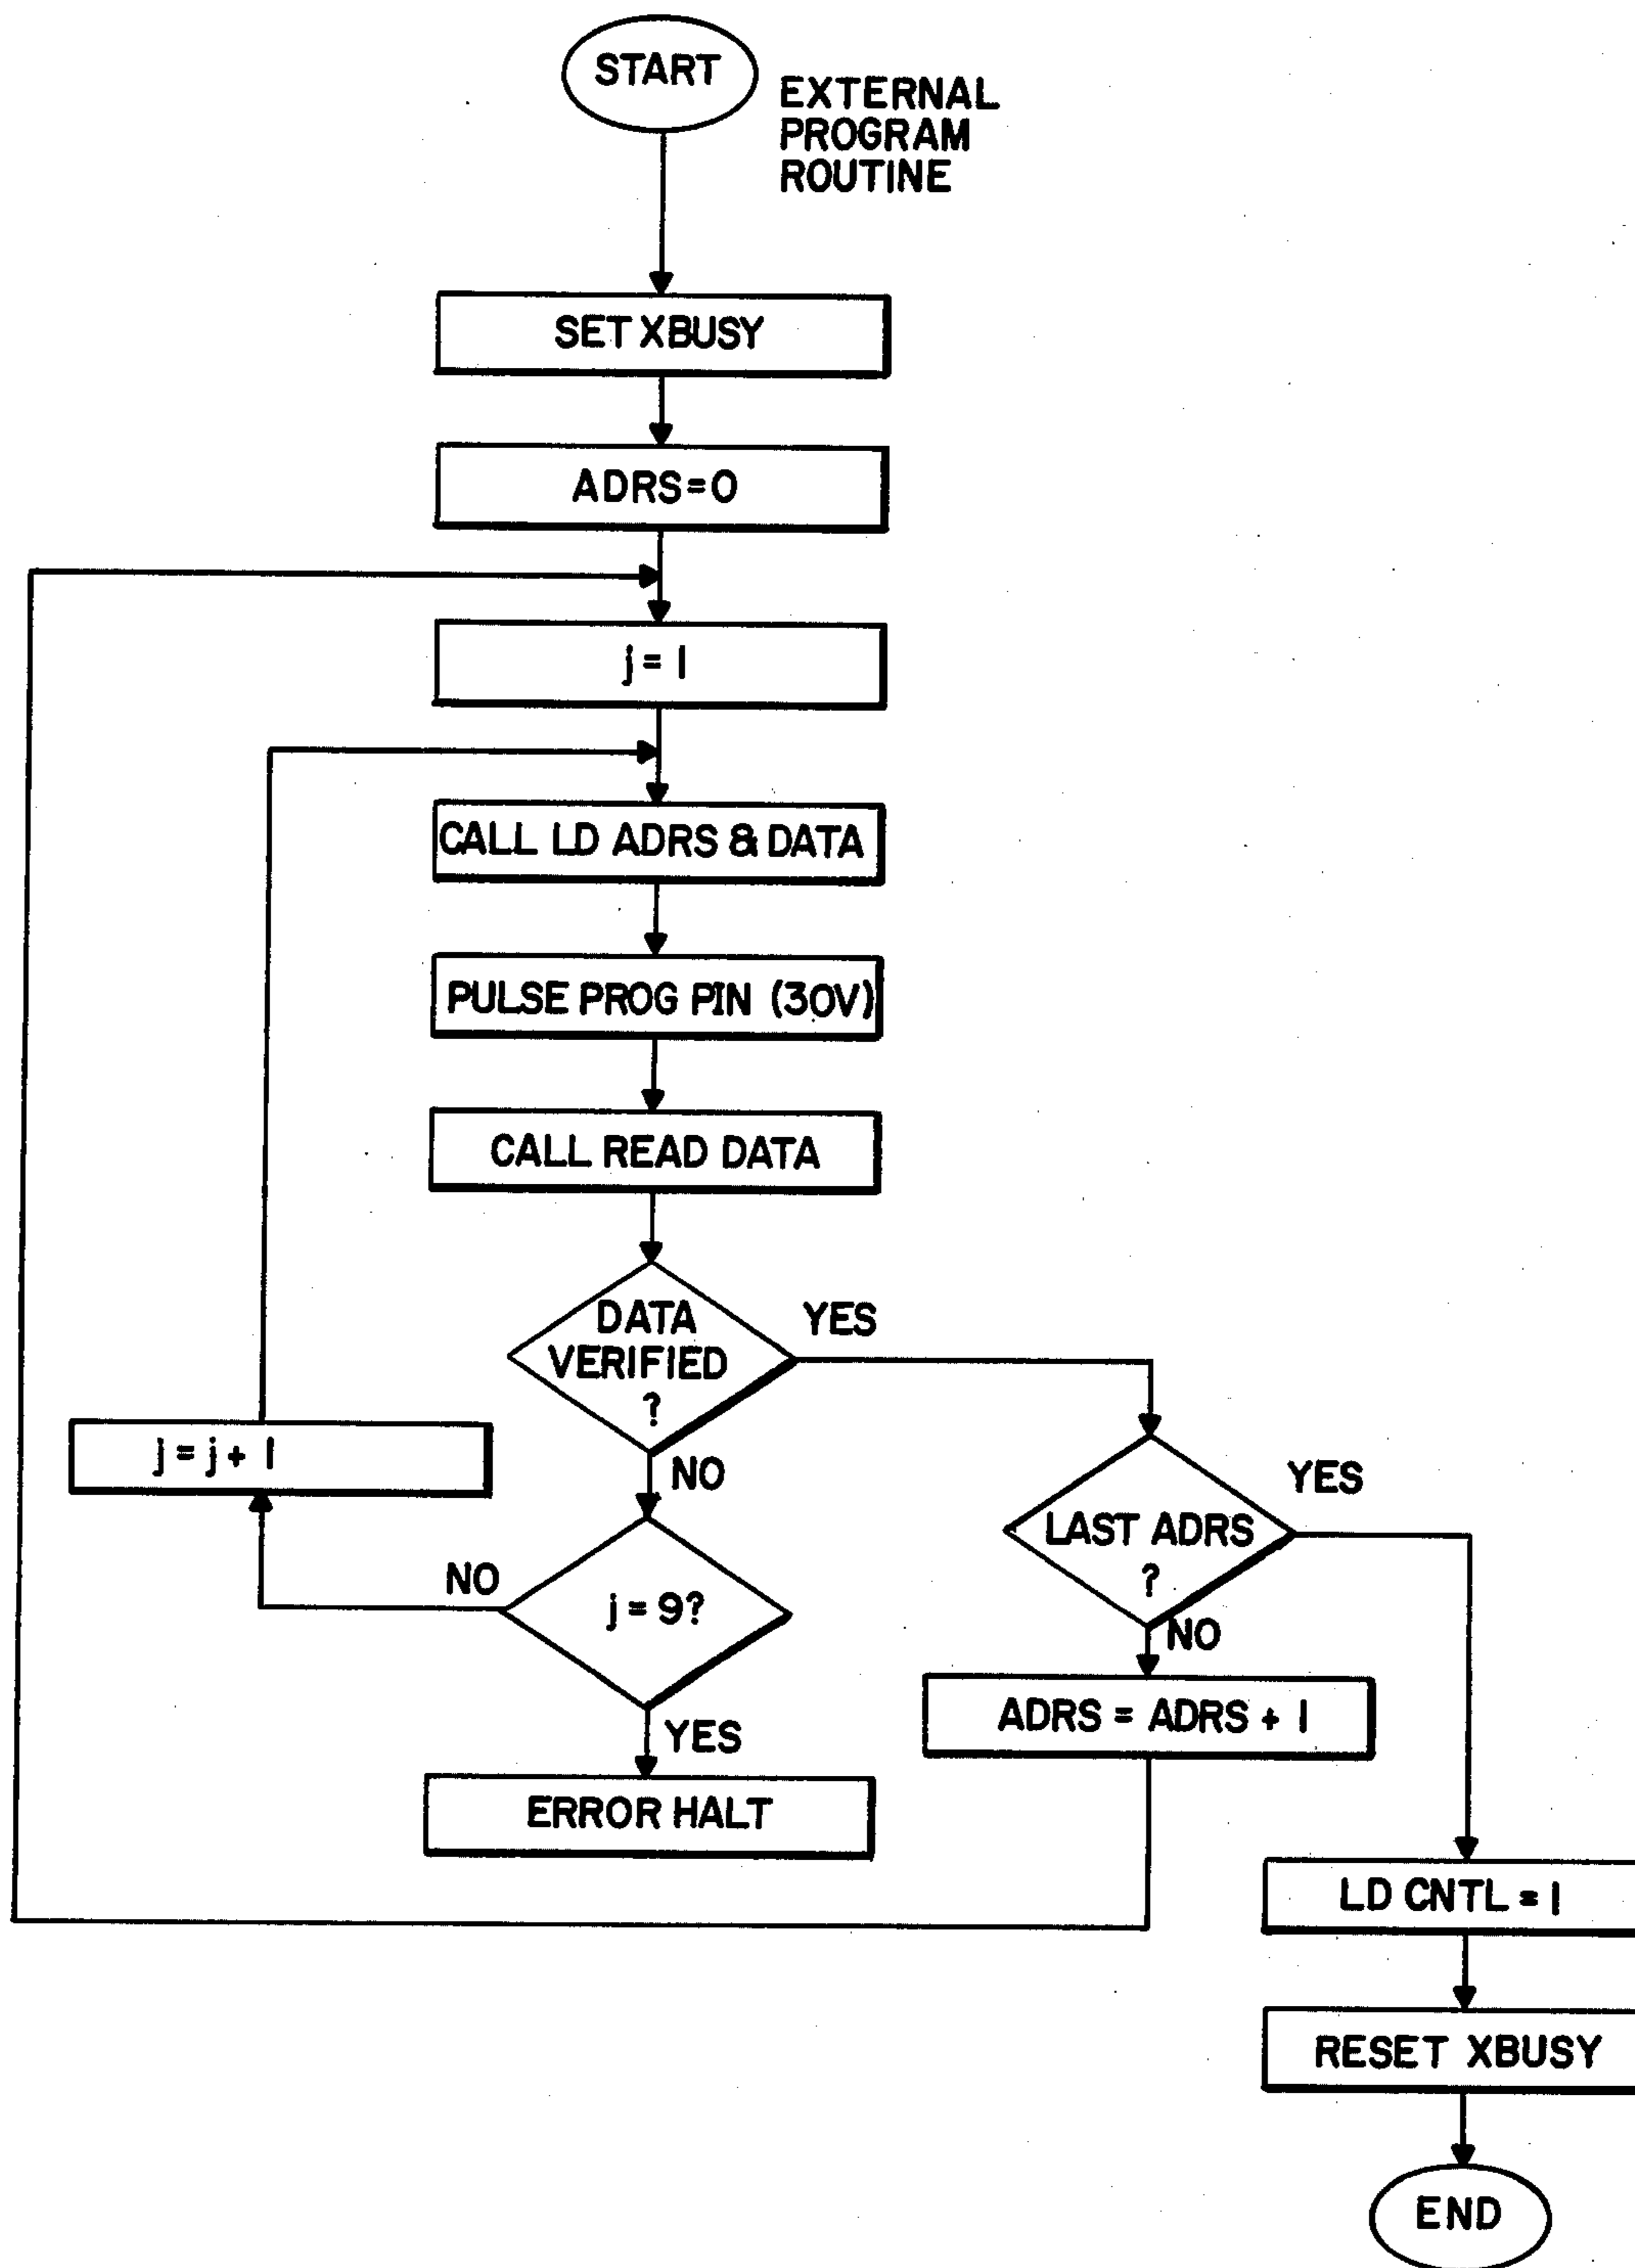 START
EXTERNAL
PROGRAM
ROUTINE
SET XBUSY
ADRS=0
j = 1
CALL LD ADRS & DATA
PULSE PROG PIN (30V)
CALL READ DATA
DATA
VERIFIED
?
YES
NO
j = j + 1
LAST ADRS
?
YES
NO
j = 9?
NO
YES
ADRS = ADRS + 1
ERROR HALT
LD CNTL = 1
RESET XBUSY
END